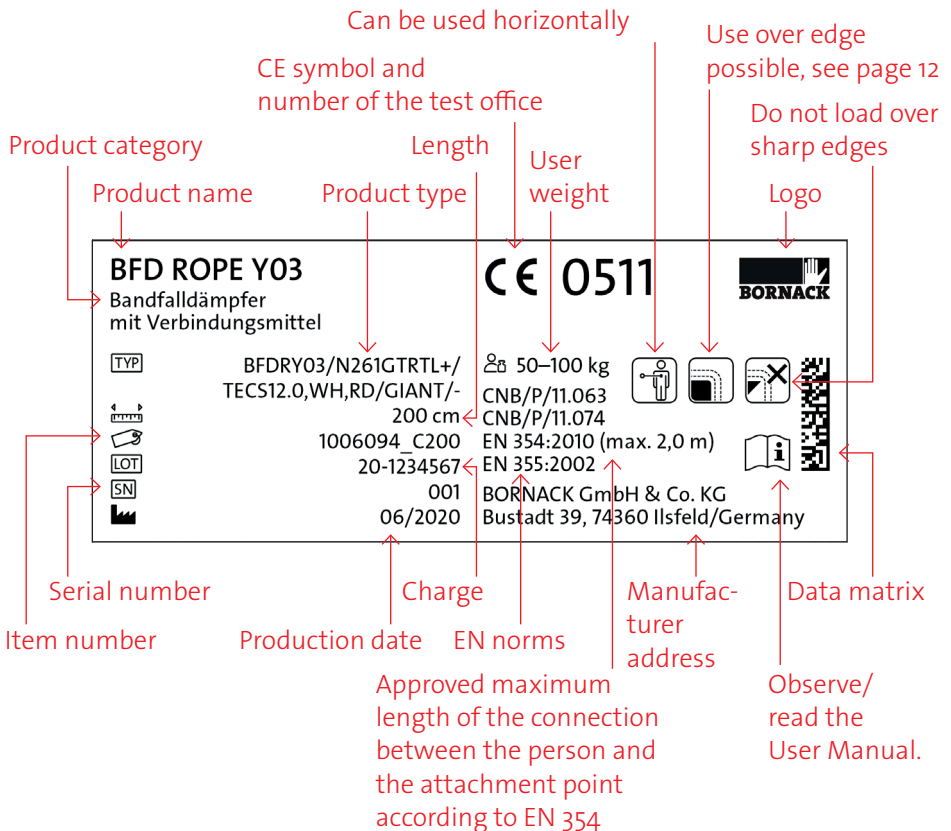 Can be used horizontally
Use over edge
possible, see page 12
CE symbol and
number of the test office
Do not load over
sharp edges
Product category
Length
User
weight
Product name
Product type
Logo
BFD ROPE Y03
CE 0511
BORNACK
Bandfalldämpfer
mit Verbindungsmittel
TYP
BFDRY03/N261GTRTL+/
TECS12.0,WH,RD/GIANT/-
50–100 kg
CNB/P/11.063
200 cm
CNB/P/11.074
1006094_C200
EN 354:2010 (max. 2,0 m)
LOT
20-1234567
EN 355:2002
i
SN
001
BORNACK GmbH & Co. KG
06/2020
Bustadt 39, 74360 Ilsfeld/Germany
Serial number
Charge
Manufac-
turer
address
Data matrix
Item number
Production date
EN norms
Approved maximum
length of the connection
between the person and
the attachment point
according to EN 354
Observe/
read the
User Manual.